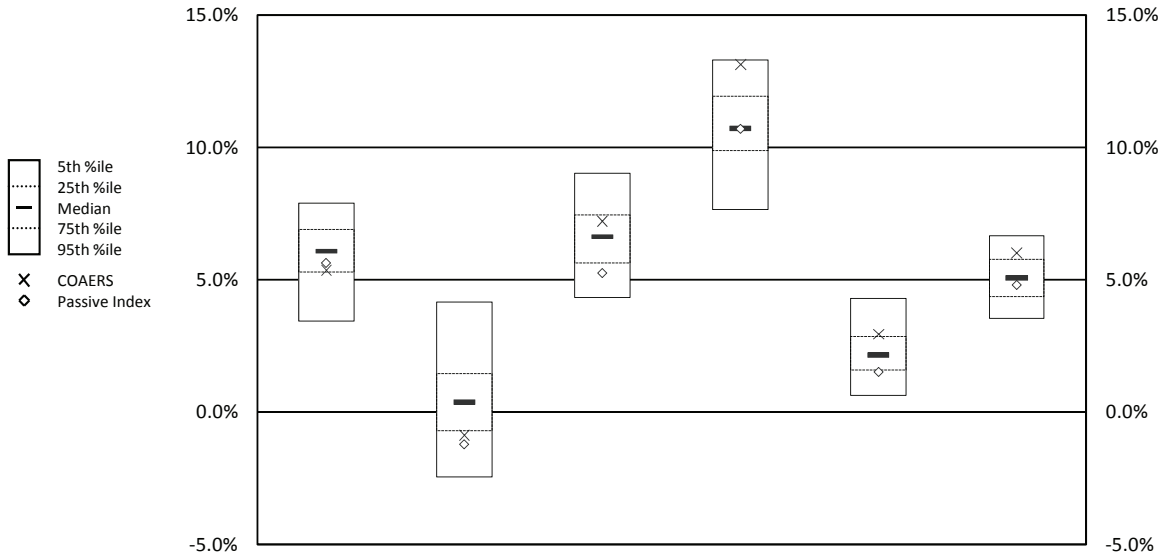 15.0%
10.0%
5.0%
0.0%
-5.0%
5th %ile
25th %ile
Median
75th %ile
95th %ile
COAERS
Passive Index
15.0%
10.0%
5.0%
0.0%
-5.0%